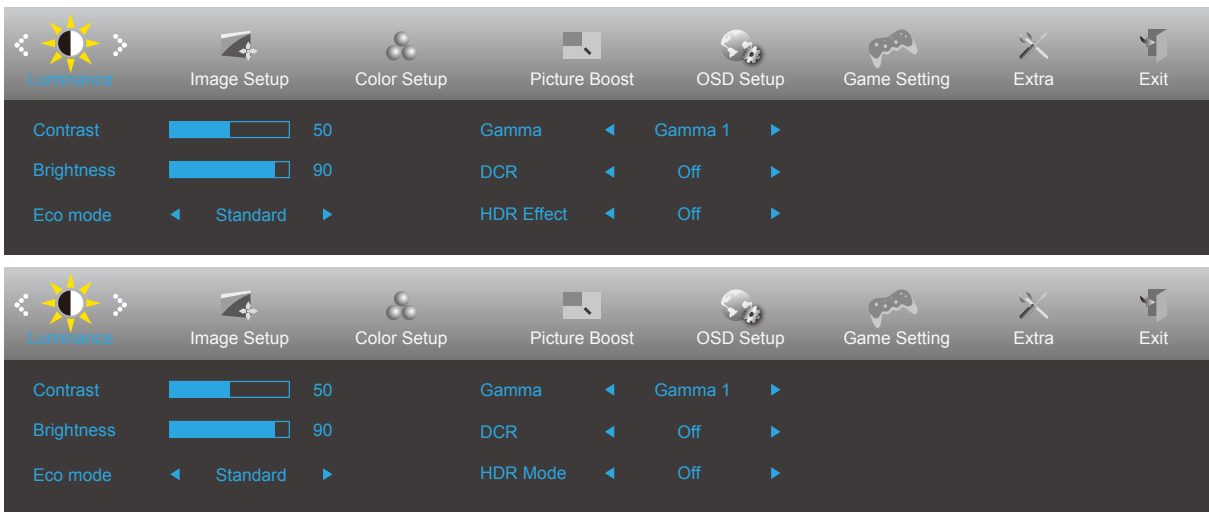 Luminance Image Setup Color Setup Picture Boost OSD Setup Game Setting Extra Exit
Contrast 50 Gamma Gamma 1
Brightness 90 DCR Off
Eco mode Standard HDR Effect Off
Luminance Image Setup Color Setup Picture Boost OSD Setup Game Setting Extra Exit
Contrast 50 Gamma Gamma 1
Brightness 90 DCR Off
Eco mode Standard HDR Mode Off